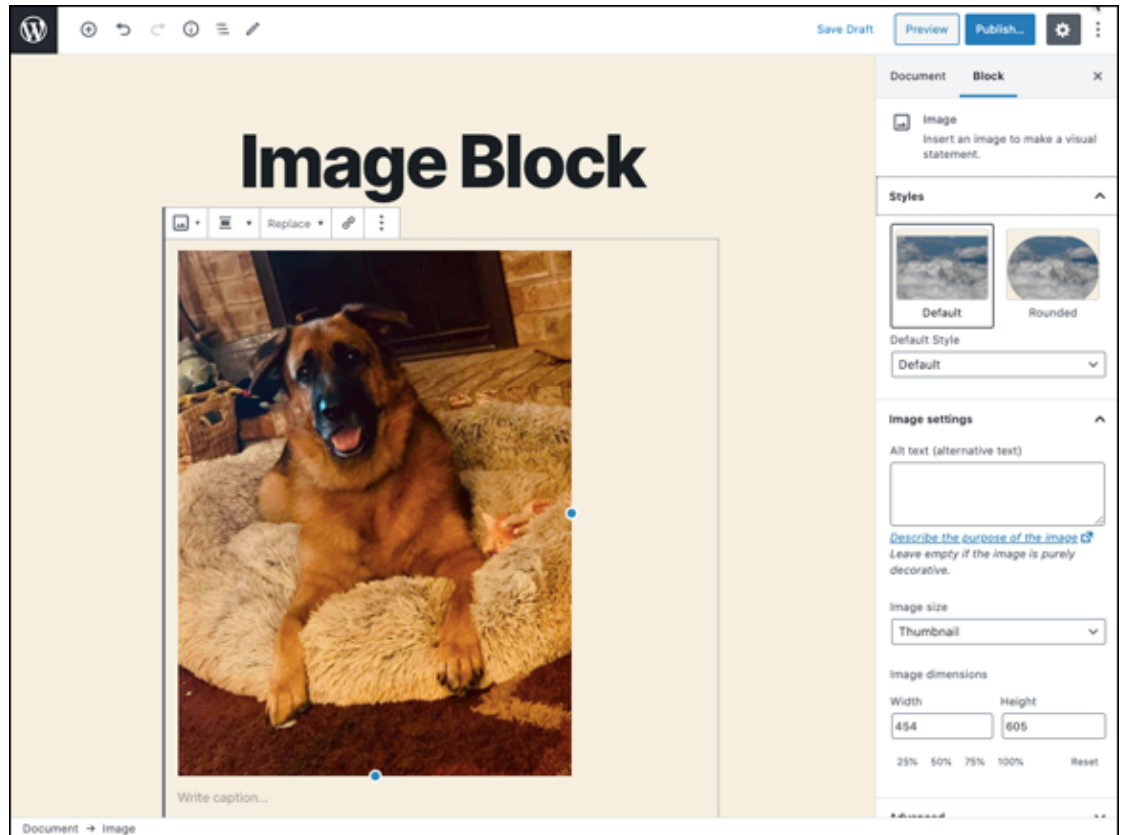 Save Draft
Preview
Publish...
Document
Block
Image
Insert an image to make a visual
statement.
Image Block
Styles
Replace
Default
Rounded
Default Style
Default
Image settings
Alt text (alternative text)
Describe the purpose of the image
Leave empty if the image is purely
decorative.
Image size
Thumbnail
Image dimensions
Width
Height
454
605
25% 50% 75% 100% Reset
Write caption...
Advanced
Document → Image